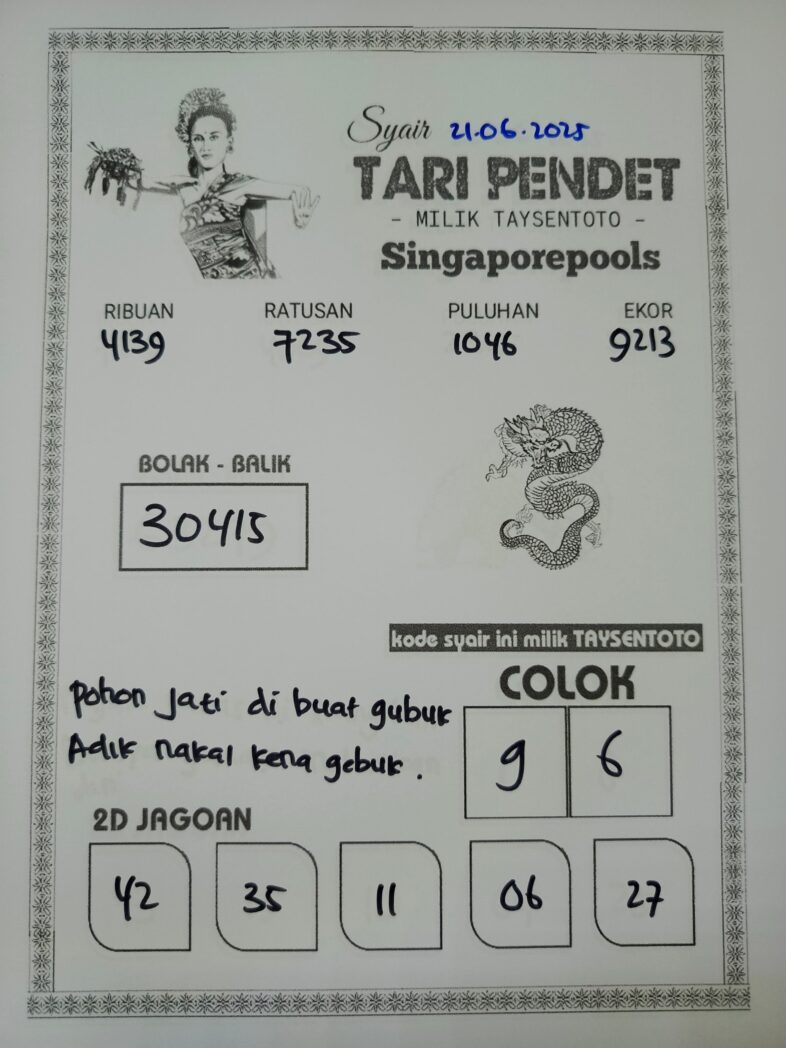 Syair 21.06.2025
TARI PENDET
- MILIK TAYSENTOTO -
Singaporepools
RIBUAN RATUSAN PULUHAN EKOR
4139 7235 1046 9213
BOLAK - BALIK
30415
kode syair ini milik TAYSENTOTO
COLOK
9 6
Pohon Jati di buat gubuk
Adik nakal kena gebuk.
2D JAGOAN
42 35 11 06 27